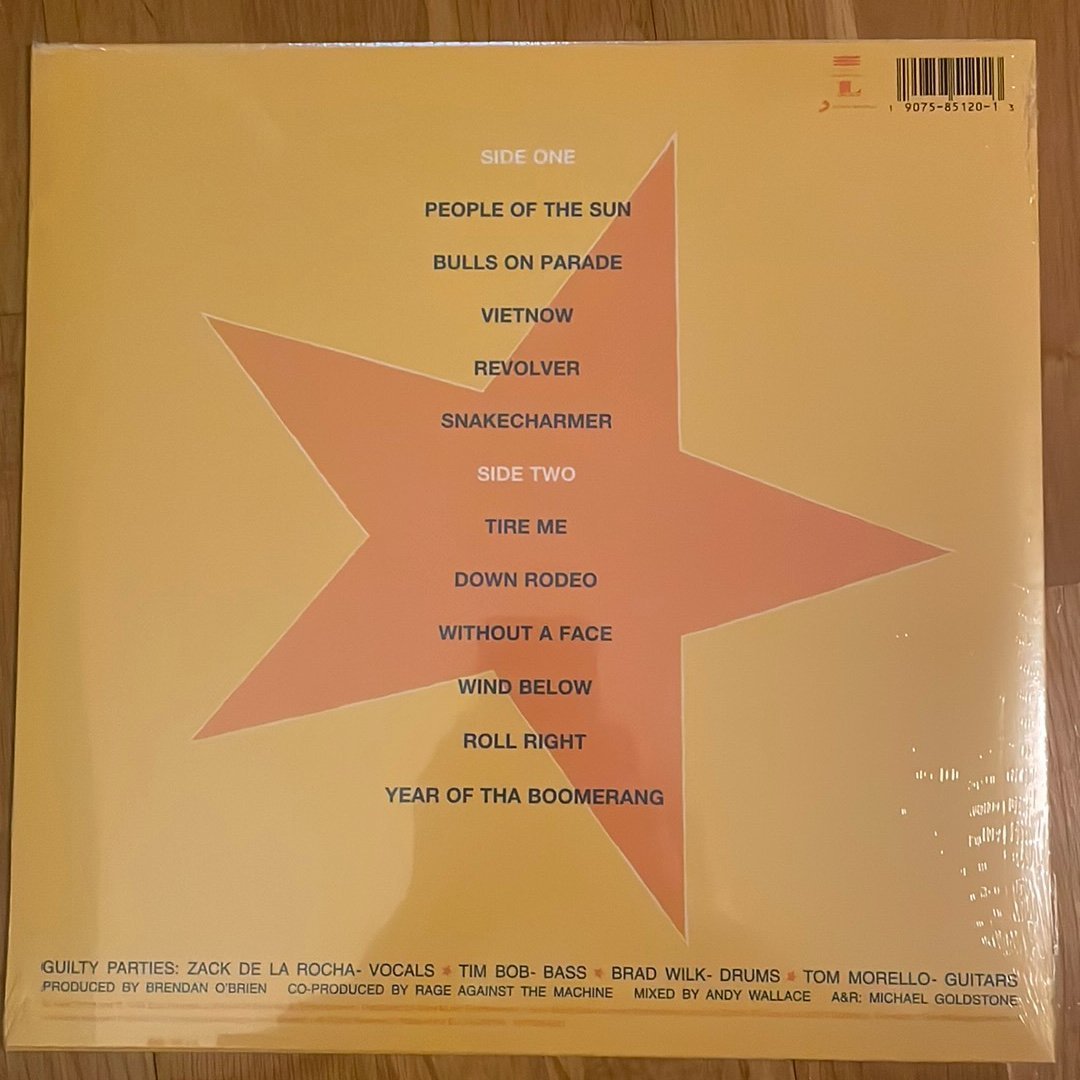 1 9075-85120-1 3
SIDE ONE
PEOPLE OF THE SUN
BULLS ON PARADE
VIETNOW
REVOLVER
SNAKECHARMER
SIDE TWO
TIRE ME
DOWN RODEO
WITHOUT A FACE
WIND BELOW
ROLL RIGHT
YEAR OF THA BOOMERANG
GUILTY PARTIES: ZACK DE LA ROCHA- VOCALS ★ TIM BOB- BASS ★ BRAD WILK- DRUMS ★ TOM MORELLO- GUITARS
PRODUCED BY BRENDAN O'BRIEN CO-PRODUCED BY RAGE AGAINST THE MACHINE MIXED BY ANDY WALLACE A&R: MICHAEL GOLDSTONE